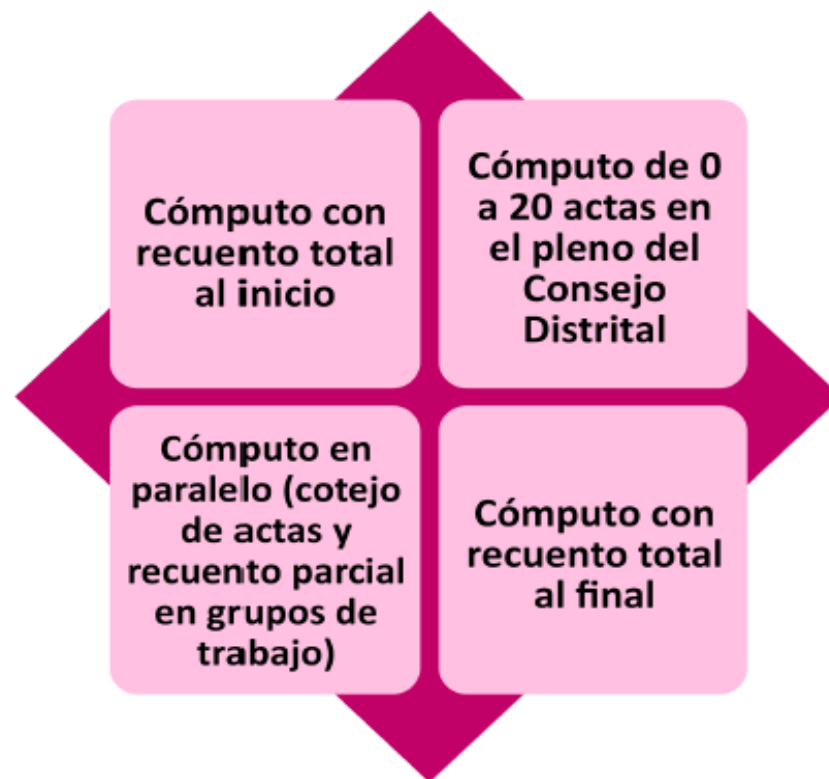 Cómputo con
recuento total
al inicio
Cómputo de 0
a 20 actas en
el pleno del
Consejo
Distrital
Cómputo en
paralelo (cotejo
de actas y
recuento parcial
en grupos de
trabajo)
Cómputo con
recuento total
al final